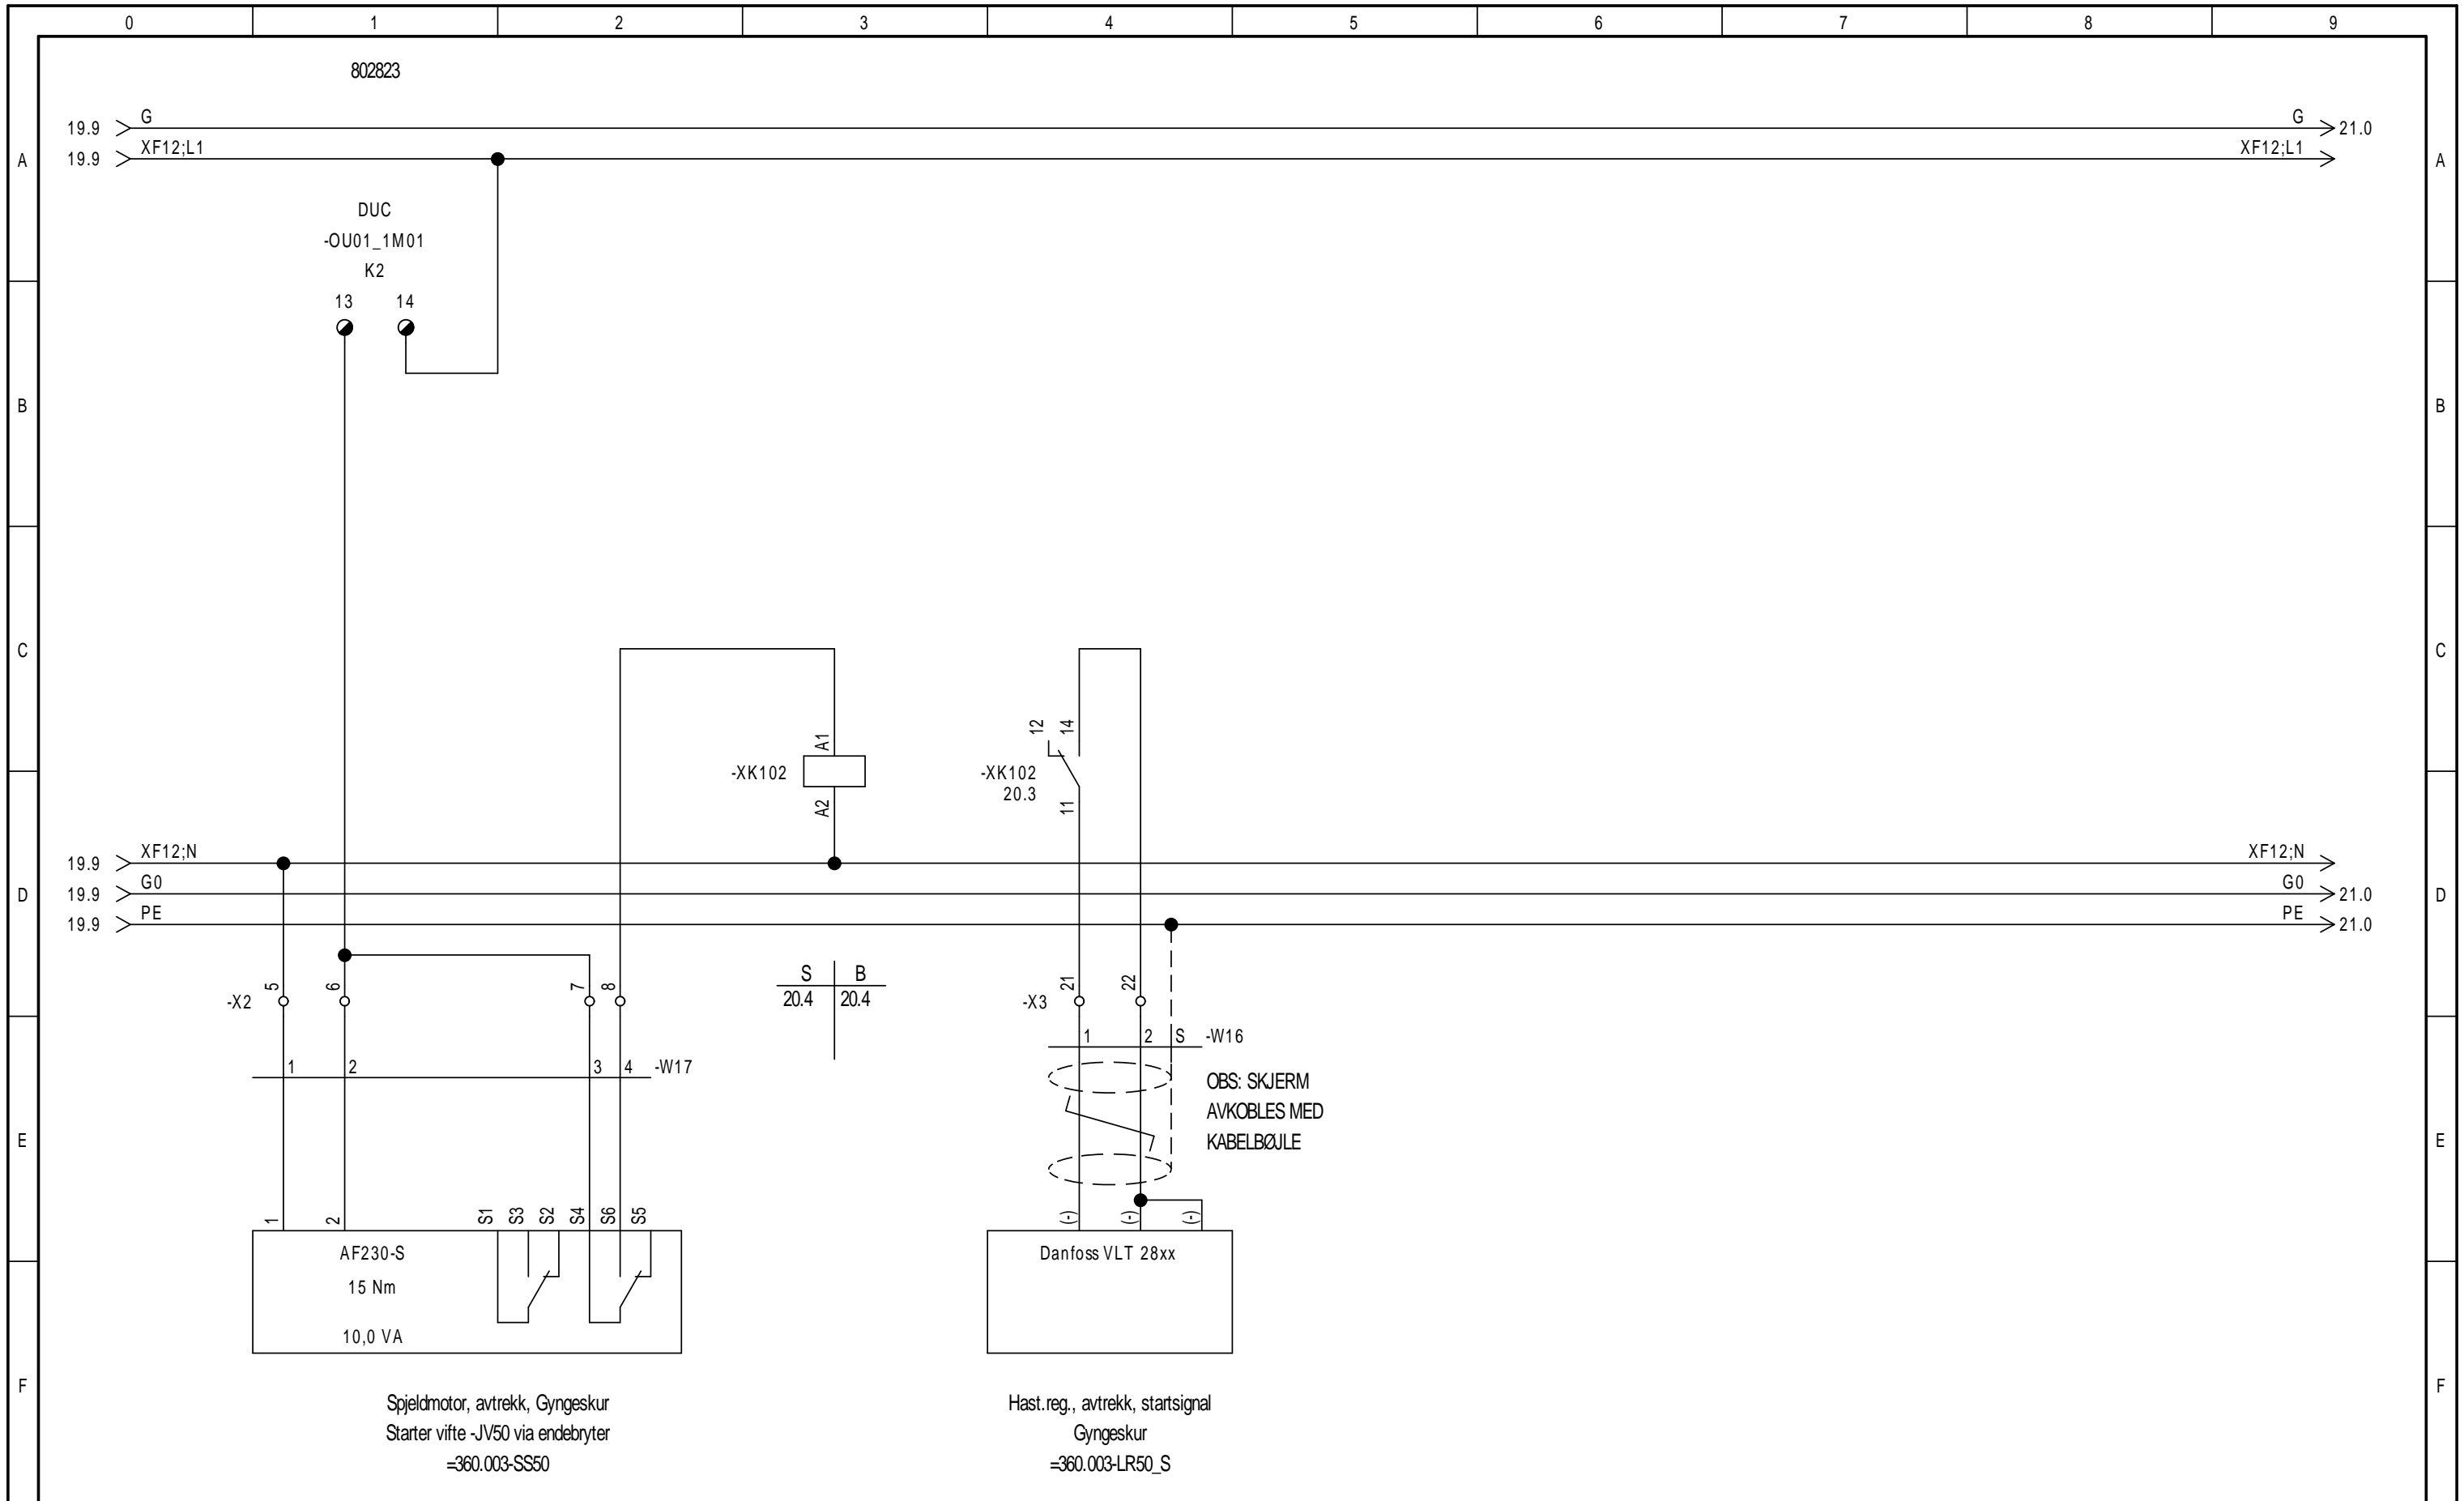 0 1 2 3 4 5 6 7 8 9
802823
19.9 G G 21.0
A 19.9 XF12;L1 XF12;L1 A
DUC
-OU01_1M01
K2
13 14
B B
C C
12 14
A1
-XK102 -XK102
20.3
A2 11
19.9 XF12;N XF12;N
D 19.9 G0 G0 21.0 D
19.9 PE PE 21.0
S B
20.4 20.4
-X2 5 6 7 8 -X3 21 22
1 2 S -W16
1 2 3 4 -W17
OBS: SKJERM
AVKOBLES MED
KABELBØJLE
E E
1 2 S1 S3 S2 S4 S6 S5 (-) (-) (-)
AF230-S Danfoss VLT 28xx
15 Nm
10,0 VA
F F
Spjeldmotor, avtrekk, Gyngeskur
Starter vifte -JV50 via endebryter
=360.003-SS50
Hast.reg., avtrekk, startsignal
Gyngeskur
=360.003-LR50_S